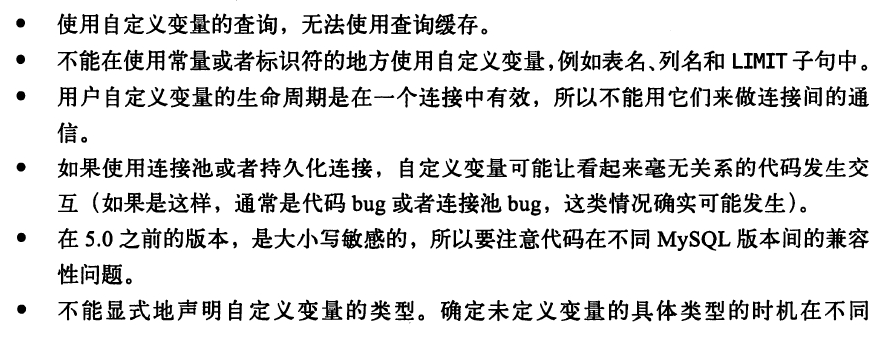 • 使用自定义变量的查询，无法使用查询缓存。
• 不能在使用常量或者标识符的地方使用自定义变量，例如表名、列名和 LIMIT 子句中。
• 用户自定义变量的生命周期是在一个连接中有效，所以不能用它们来做连接间的通
信。
• 如果使用连接池或者持久化连接，自定义变量可能让看起来毫无关系的代码发生交
互（如果是这样，通常是代码 bug 或者连接池 bug，这类情况确实可能发生）。
• 在 5.0 之前的版本，是大小写敏感的，所以要注意代码在不同 MySQL 版本间的兼容
性问题。
• 不能显式地声明自定义变量的类型。确定未定义变量的具体类型的时机在不同